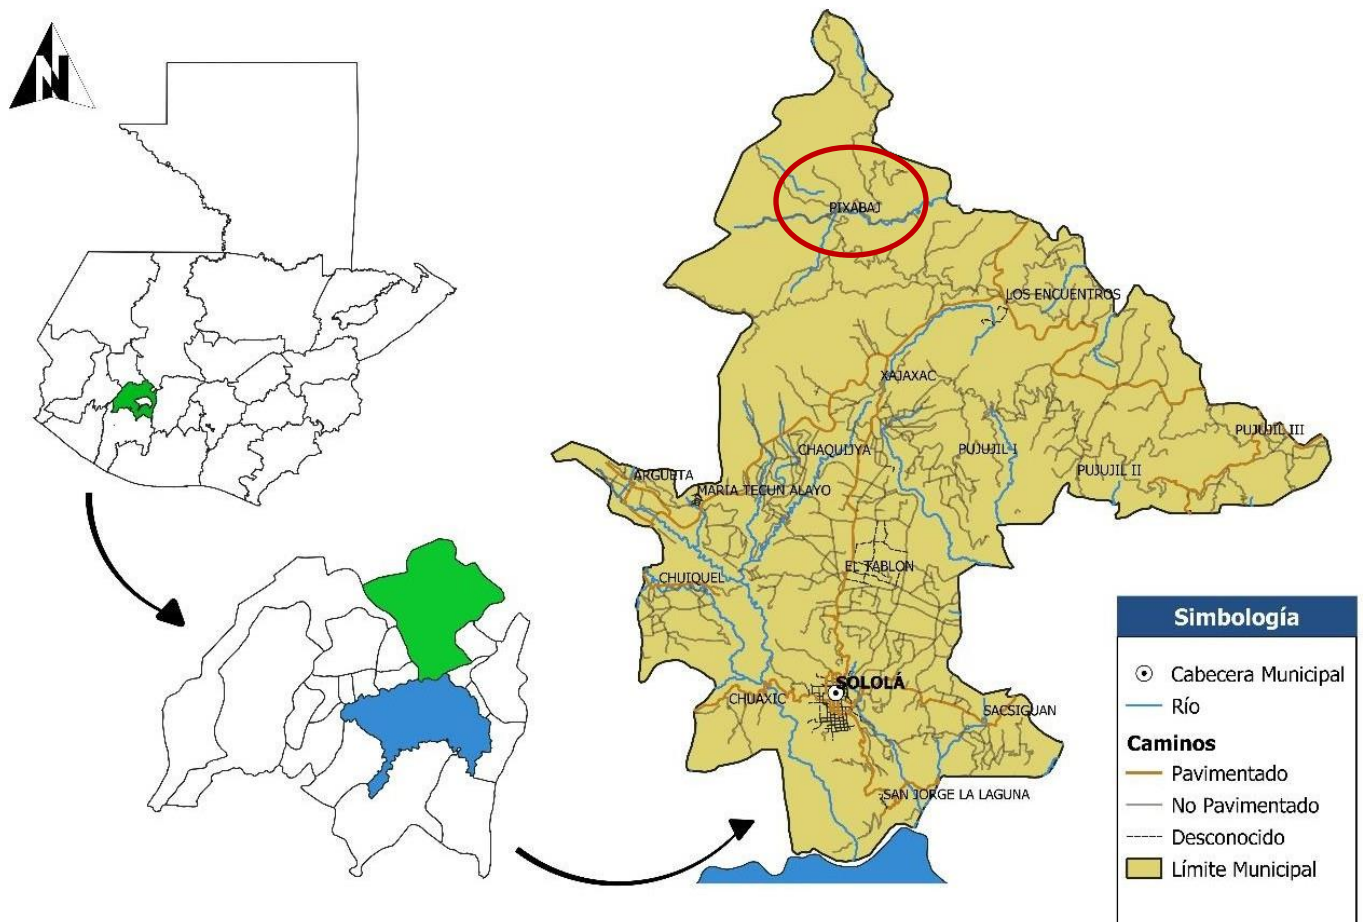 N
PIXABAJ
LOS ENCUENTROS
XAJAXAC
PUJUJIL III
CHAQUIJYA
PUJUJIL I
PUJUJIL II
ARGUETA
MARIA TECUN ALAYO
EL TABLON
CHUIQUEL
SOLOLÁ
CHUAXIC
SACSIGUAN
SAN JORGE LA LAGUNA
Simbología
Cabecera Municipal
Río
Caminos
Pavimentado
No Pavimentado
Desconocido
Límite Municipal